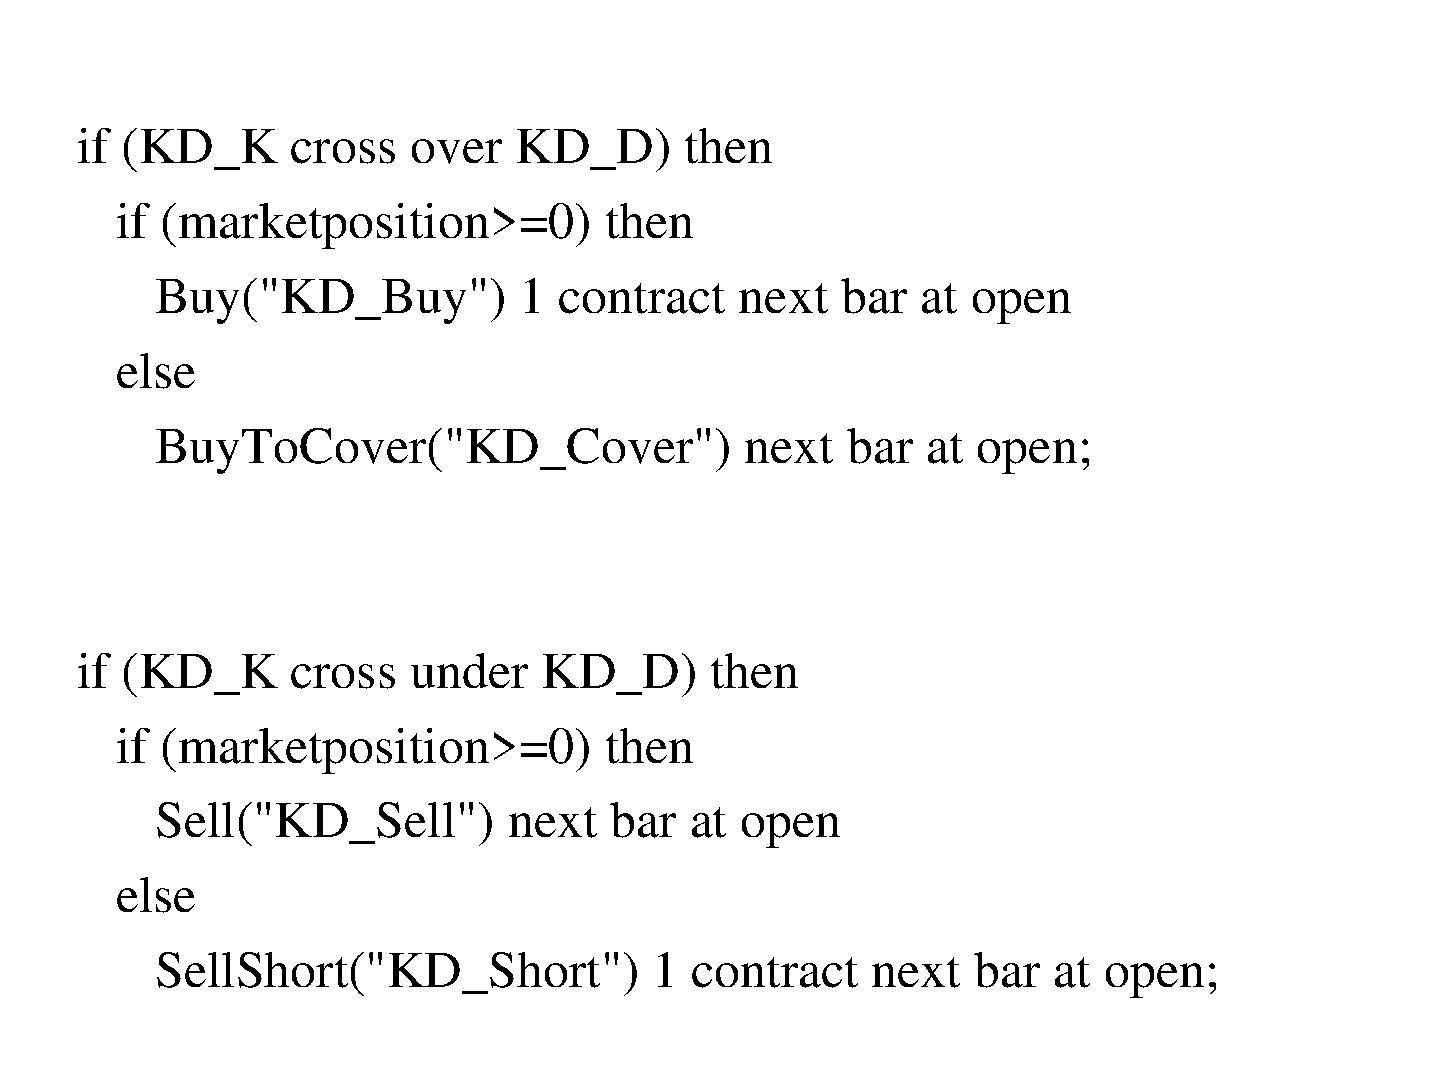 if (KD_K cross over KD_D) then
if (marketposition>=0) then
Buy("KD_Buy") 1 contract next bar at open
else
BuyToCover("KD_Cover") next bar at open;
if (KD_K cross under KD_D) then
if (marketposition>=0) then
Sell("KD_Sell") next bar at open
else
SellShort("KD_Short") 1 contract next bar at open;